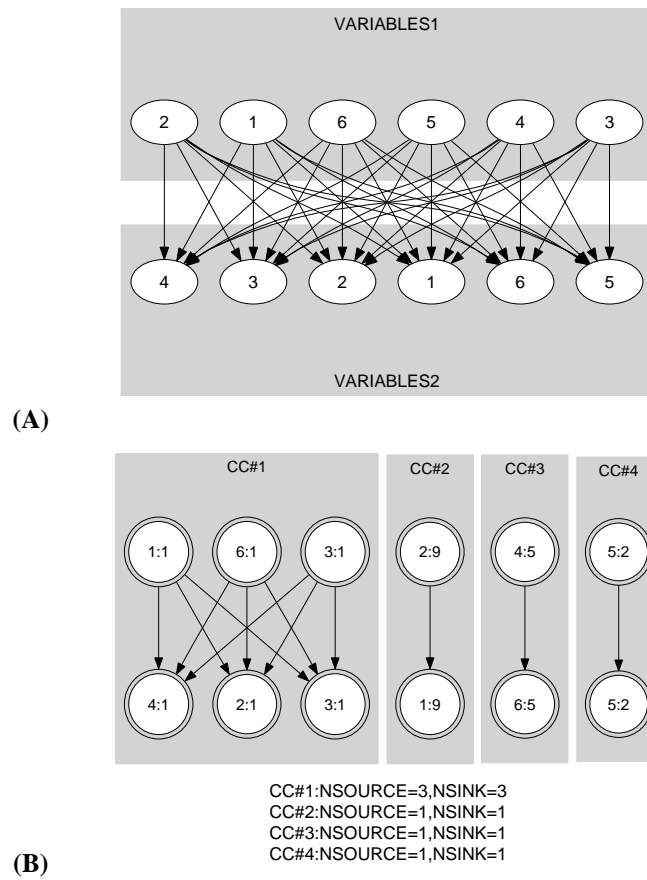 VARIABLES1
2 1 6 5 4 3
4 3 2 1 6 5
VARIABLES2
(A)
CC#1 CC#2 CC#3 CC#4
1:1 6:1 3:1 2:9 4:5 5:2
4:1 2:1 3:1 1:9 6:5 5:2
CC#1:NSOURCE=3,NSINK=3
CC#2:NSOURCE=1,NSINK=1
CC#3:NSOURCE=1,NSINK=1
CC#4:NSOURCE=1,NSINK=1
(B)